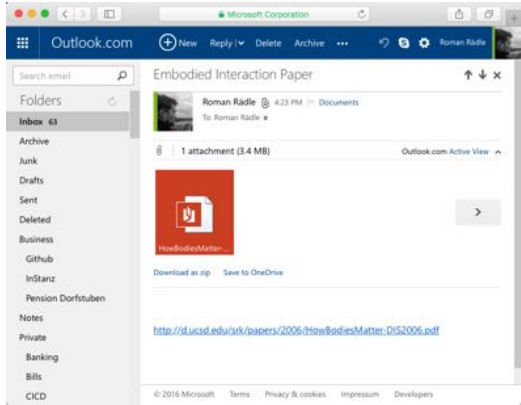 Microsoft Corporation
Outlook.com
New Reply Delete Archive ... Roman Rädle
Search email
Embodied Interaction Paper
Folders
Roman Rädle 4:23 PM Documents
To: Roman Rädle
Inbox 63
Archive
Junk
Drafts
Sent
Deleted
Business
Github
InStanz
Pension Dorfstuben
Notes
Private
Banking
Bills
CICD
1 attachment (3.4 MB) Outlook.com Active View
HowBodiesMatter-...
Download as zip Save to OneDrive
http://d.ucsd.edu/srk/papers/2006/HowBodiesMatter-DIS2006.pdf
© 2016 Microsoft Terms Privacy & cookies Impressum Developers